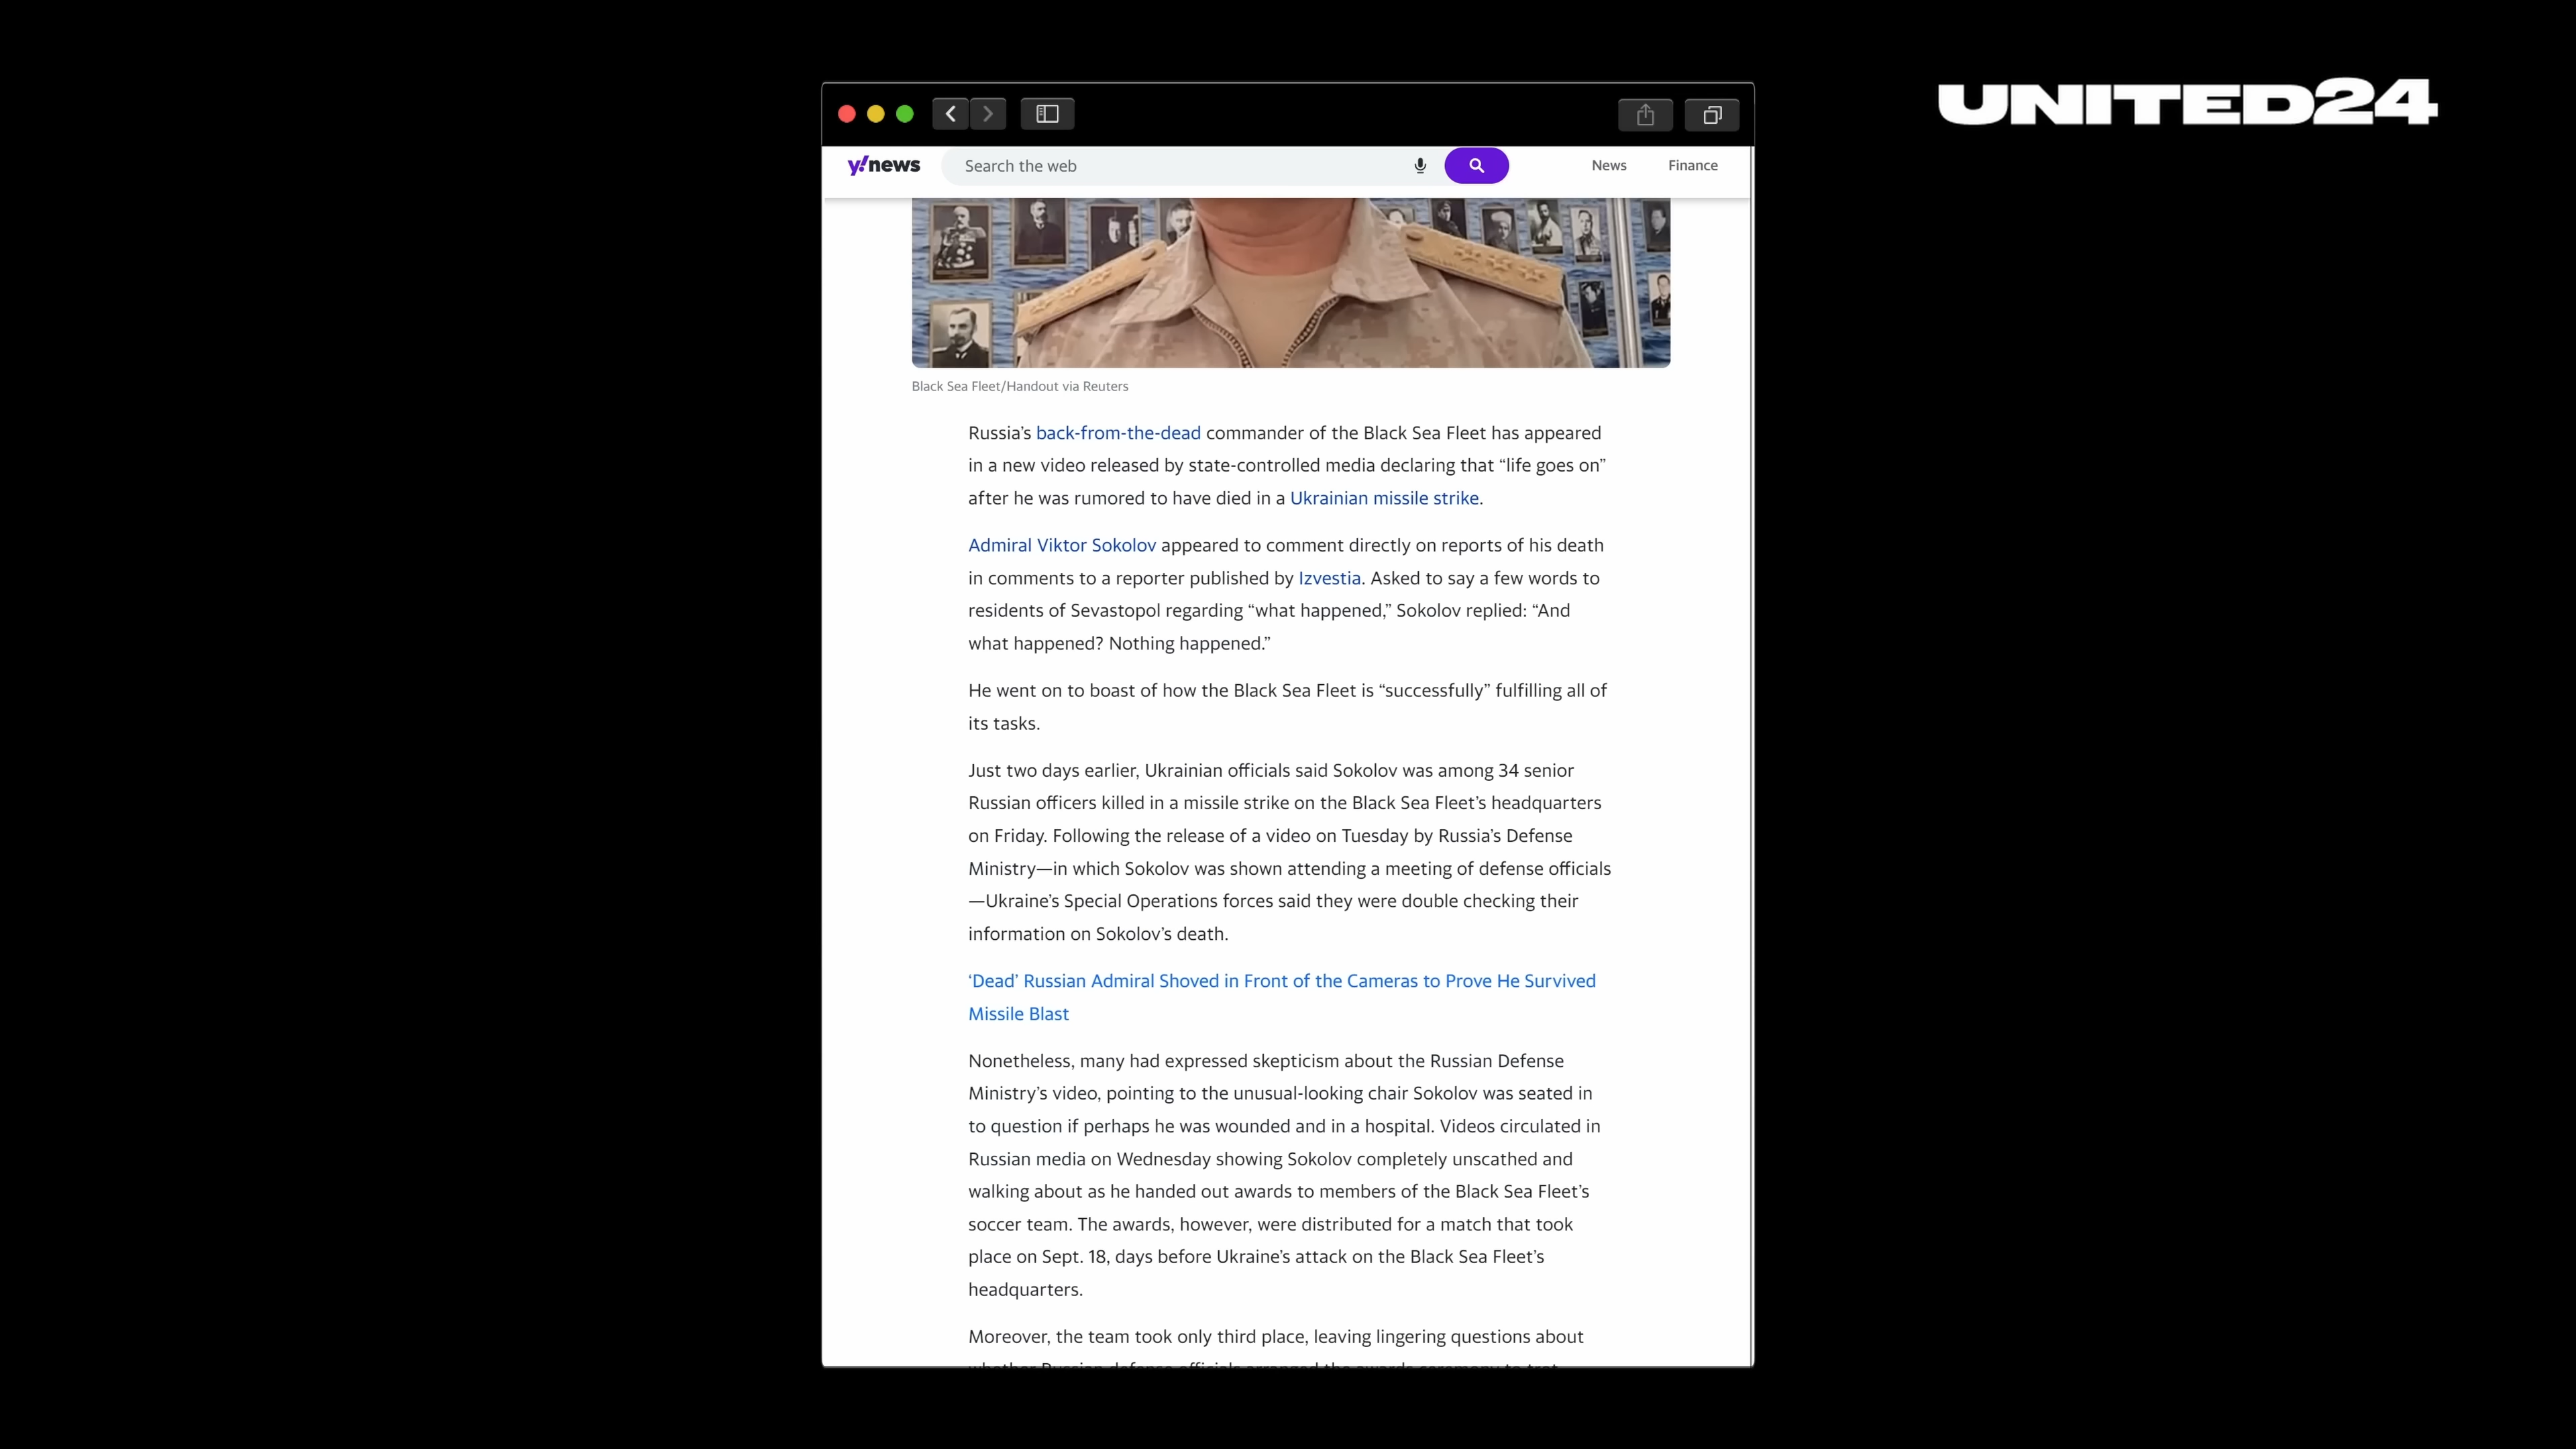 UNITED24
y!news
Search the web
News
Finance
Black Sea Fleet/Handout via Reuters
Russia’s back-from-the-dead commander of the Black Sea Fleet has appeared
in a new video released by state-controlled media declaring that “life goes on”
after he was rumored to have died in a Ukrainian missile strike.
Admiral Viktor Sokolov appeared to comment directly on reports of his death
in comments to a reporter published by Izvestia. Asked to say a few words to
residents of Sevastopol regarding “what happened,” Sokolov replied: “And
what happened? Nothing happened.”
He went on to boast of how the Black Sea Fleet is “successfully” fulfilling all of
its tasks.
Just two days earlier, Ukrainian officials said Sokolov was among 34 senior
Russian officers killed in a missile strike on the Black Sea Fleet’s headquarters
on Friday. Following the release of a video on Tuesday by Russia’s Defense
Ministry—in which Sokolov was shown attending a meeting of defense officials
—Ukraine’s Special Operations forces said they were double checking their
information on Sokolov’s death.
‘Dead’ Russian Admiral Shoved in Front of the Cameras to Prove He Survived
Missile Blast
Nonetheless, many had expressed skepticism about the Russian Defense
Ministry’s video, pointing to the unusual-looking chair Sokolov was seated in
to question if perhaps he was wounded and in a hospital. Videos circulated in
Russian media on Wednesday showing Sokolov completely unscathed and
walking about as he handed out awards to members of the Black Sea Fleet’s
soccer team. The awards, however, were distributed for a match that took
place on Sept. 18, days before Ukraine’s attack on the Black Sea Fleet’s
headquarters.
Moreover, the team took only third place, leaving lingering questions about